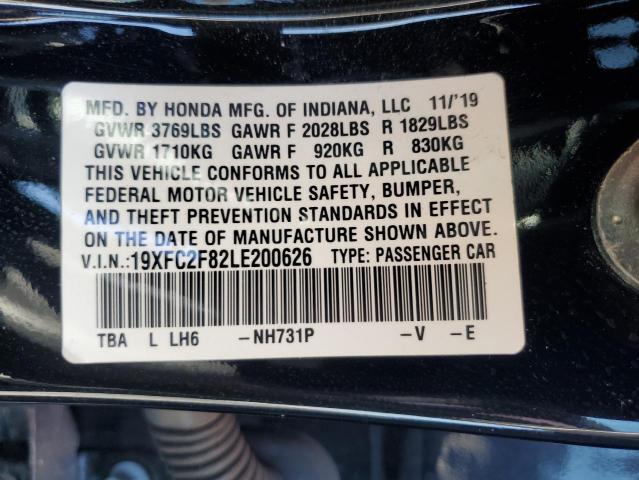 MFD. BY HONDA MFG. OF INDIANA, LLC 11/'19
GVWR 3769LBS GAWR F 2028LBS R 1829LBS
GVWR 1710KG GAWR F 920KG R 830KG
THIS VEHICLE CONFORMS TO ALL APPLICABLE
FEDERAL MOTOR VEHICLE SAFETY, BUMPER,
AND THEFT PREVENTION STANDARDS IN EFFECT
ON THE DATE OF MANUFACTURE SHOWN ABOVE.
V.I.N.:19XFC2F82LE200626 TYPE: PASSENGER CAR
TBA L LH6 -NH731P -V -E